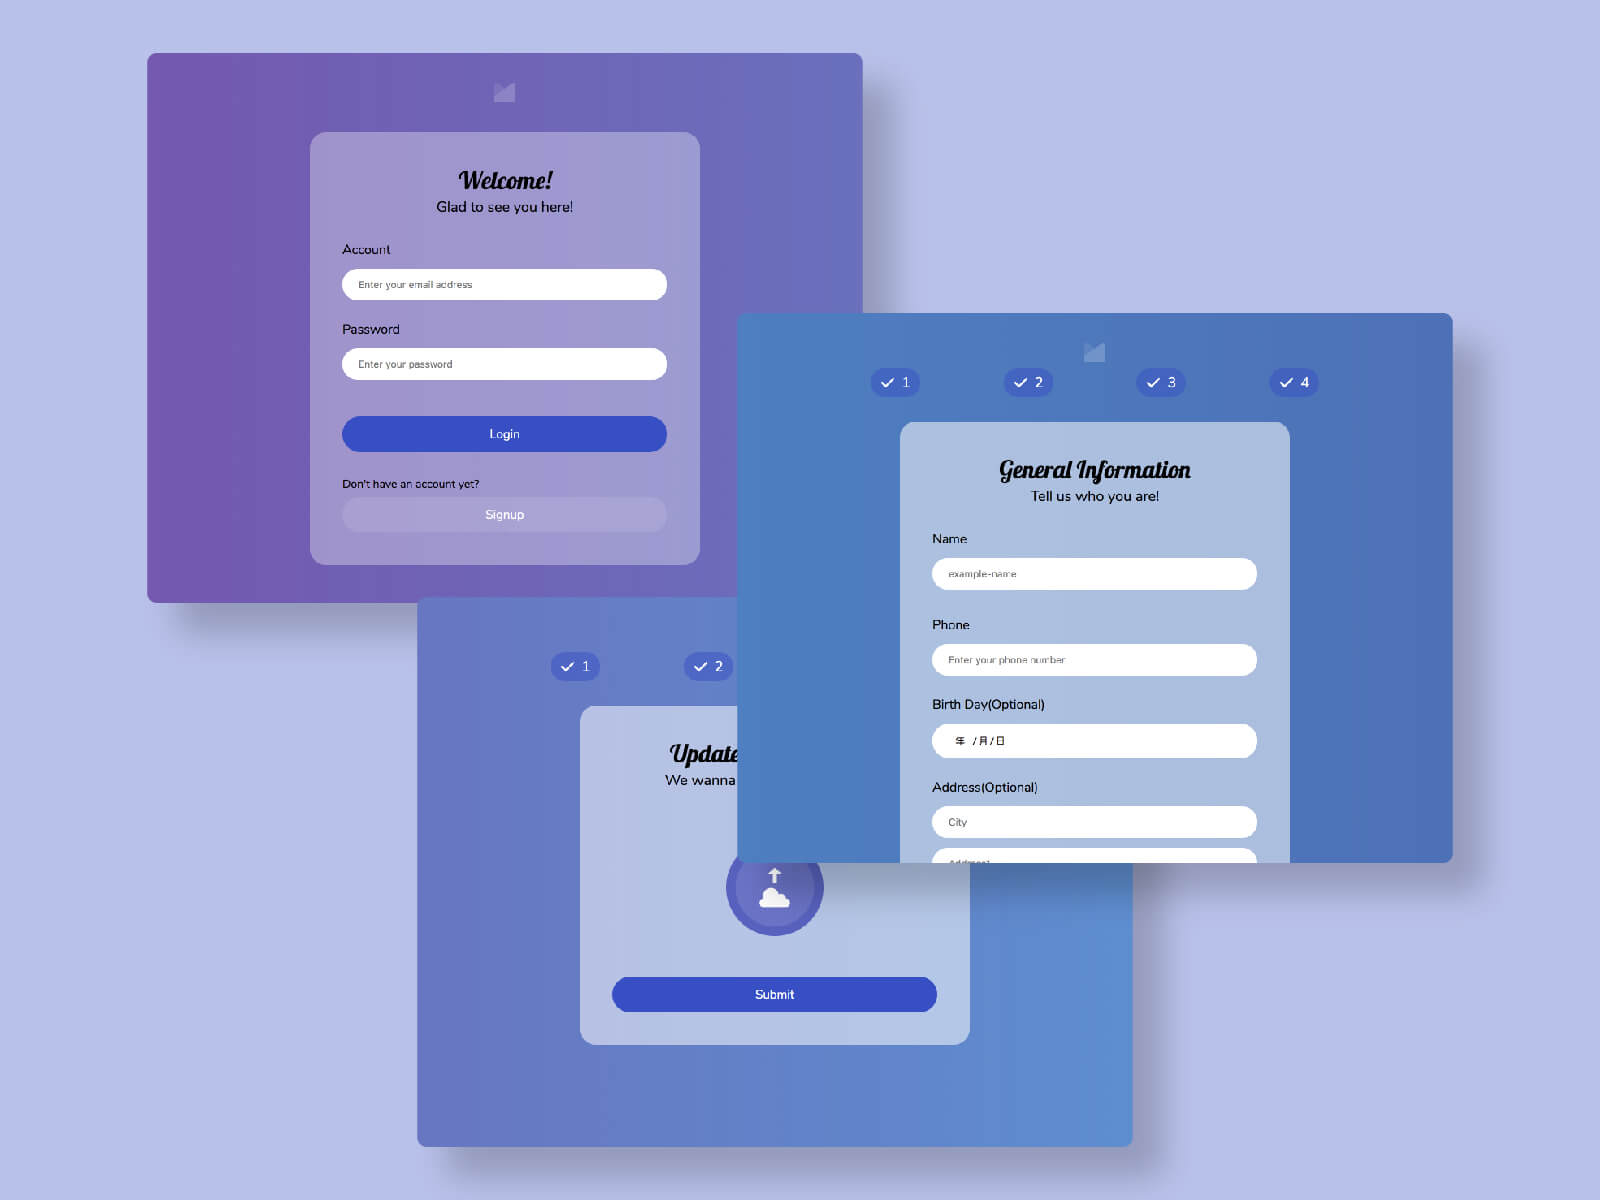 Welcome!
Glad to see you here!
Account
Enter your email address
Password
Enter your password
Login
Don't have an account yet?
Signup
1
2
3
4
General Information
Tell us who you are!
Name
example-name
Phone
Enter your phone number
Birth Day(Optional)
年 /月/日
Address(Optional)
City
1
2
Update
We wanna
Submit